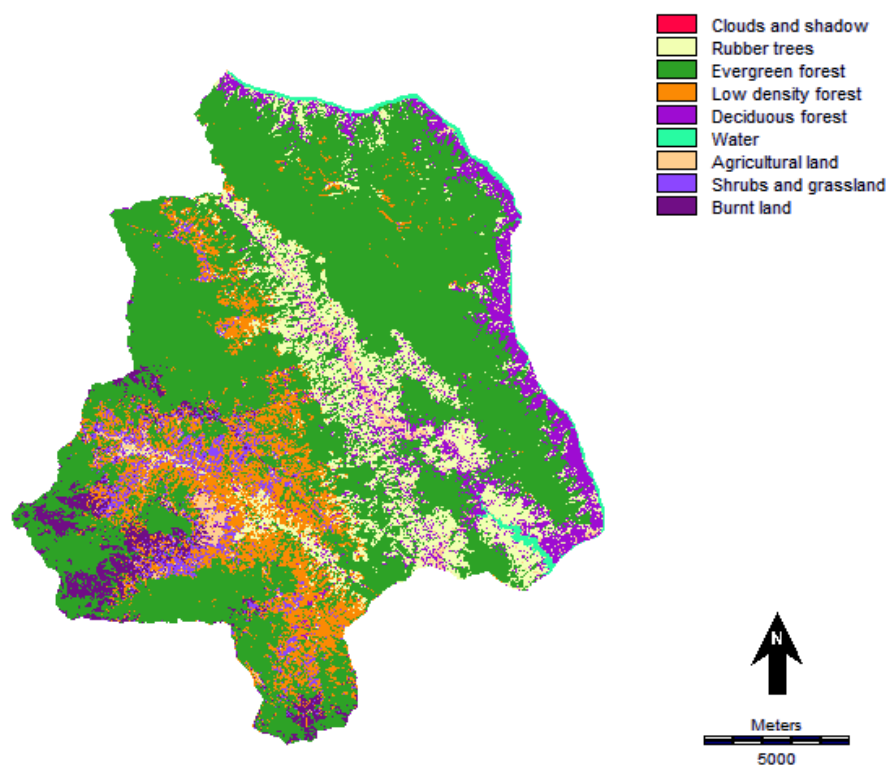 Clouds and shadow
Rubber trees
Evergreen forest
Low density forest
Deciduous forest
Water
Agricultural land
Shrubs and grassland
Burnt land
N
Meters
5000